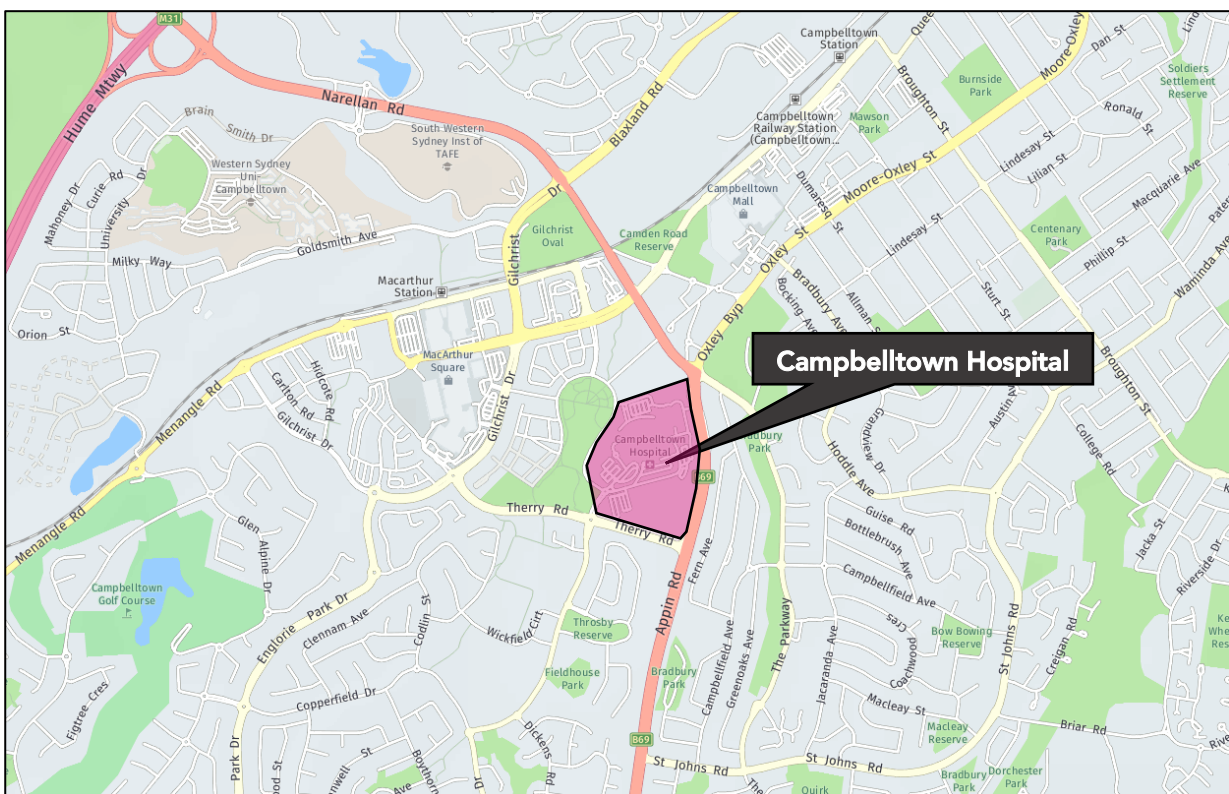 M31
Hume Mtwy
Narellan Rd
Blaxland Rd
Campbelltown
Station
Campbelltown
Railway Station
(Campbelltown...
Mawson
Park
Broughton St
Burnside
Park
Moore-Oxley
Dan St
Soldiers
Settlement
Reserve
Ronald St
Lindesay St
Lilian St
Macquarie Ave
Brain
Smith Dr
South Western
Sydney Inst of
TAFE
Western Sydney
Uni-
Campbelltown
Mahoney Dr
Curie Rd
University Dr
Milky Way
Goldsmith Ave
Gilchrist Dr
Gilchrist
Oval
Camden Road
Reserve
Campbelltown
Mall
Dumaresq St
Moore-Oxley St
Lindesay St
Centenary
Park
Phillip St
Waminda Ave
Macarthur
Station
Oxley St
Oxley Byp
Bocking Ave
Bradbury Ave
Allman St
Sturt St
Broughton St
Orion St
Menangle Rd
Hidcote Rd
Carlton Rd
Gilchrist Dr
MacArthur
Square
Gilchrist Dr
Campbelltown Hospital
Campbelltown
Hospital
Grandview Dr
Austin Ave
College Rd
Hoddle Ave
B69
Therry Rd
Therry Rd
Guise Rd
Bottlebrush Ave
Jacka St
Riverside Dr
Menangle Rd
Glen
Alpine Dr
Campbelltown
Golf Course
Fern Ave
Campbellfield Ave
Englorie Park Dr
Clennam Ave
Codlin St
Wickfield Cirt
Throsby
Reserve
Appin Rd
The Parkway
Campbellfield Ave
Greenoaks Ave
Jacaranda Ave
Coachwood
Cres
Bow Bowing
Reserve
St Johns Rd
Creigan Rd
Fieldhouse
Park
Bradbury
Park
Figtree Cres
Copperfield Dr
Macleay St
Macleay
Reserve
Briar Rd
Park Dr
Dickens Rd
B69
St Johns Rd
Bradbury
Park
Dorchester
Park
Quirk